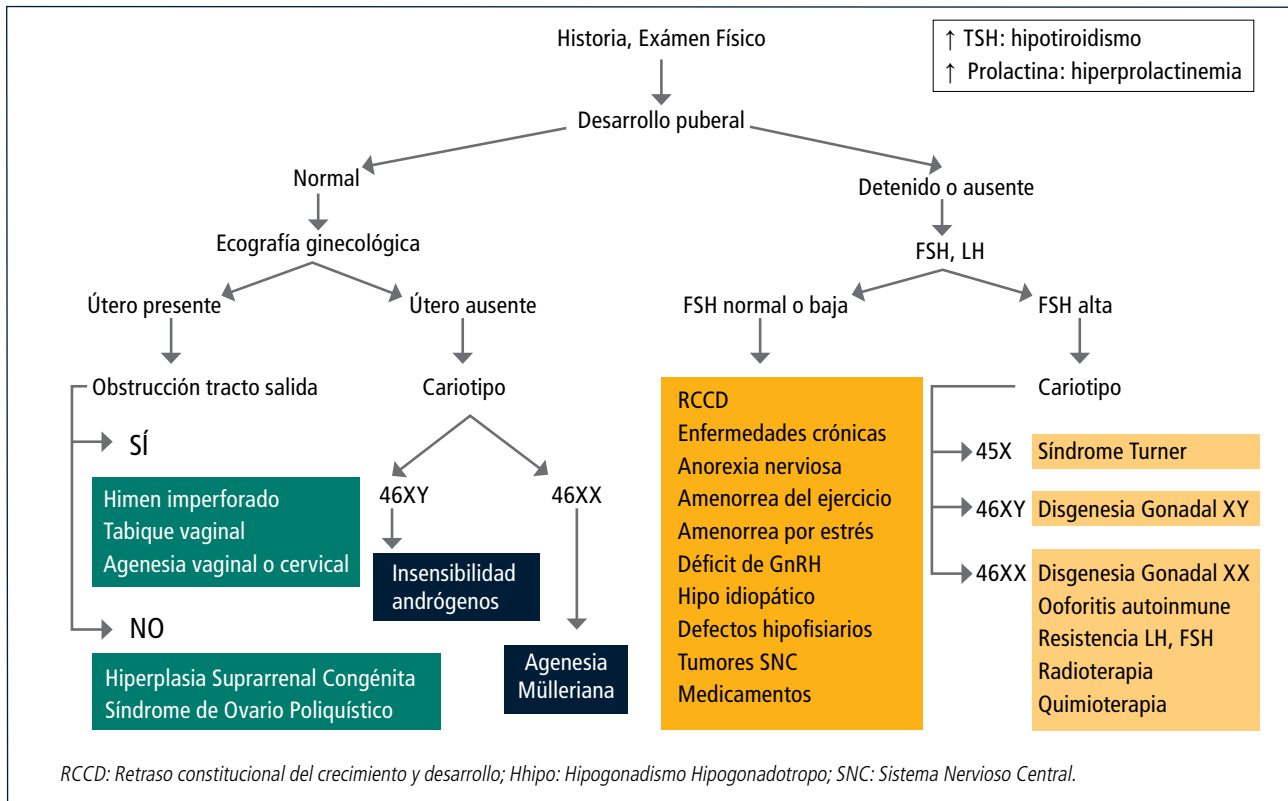 Historia, Exámen Físico
↑ TSH: hipotiroidismo
↑ Prolactina: hiperprolactinemia
Desarrollo puberal
Normal
Detenido o ausente
Ecografía ginecológica
FSH, LH
Útero presente
Útero ausente
FSH normal o baja
FSH alta
Obstrucción tracto salida
Cariotipo
SÍ
Himen imperforado
Tabique vaginal
Agenesia vaginal o cervical
NO
Hiperplasia Suprarrenal Congénita
Síndrome de Ovario Poliquístico
46XY
46XX
Insensibilidad
andrógenos
Agenesia
Mülleriana
RCCD
Enfermedades crónicas
Anorexia nerviosa
Amenorrea del ejercicio
Amenorrea por estrés
Déficit de GnRH
Hipo idiopático
Defectos hipofisiarios
Tumores SNC
Medicamentos
Cariotipo
45X Síndrome Turner
46XY Disgenesia Gonadal XY
46XX Disgenesia Gonadal XX
Ooforitis autoinmune
Resistencia LH, FSH
Radioterapia
Quimioterapia
RCCD: Retraso constitucional del crecimiento y desarrollo; Hhipo: Hipogonadismo Hipogonadotropo; SNC: Sistema Nervioso Central.